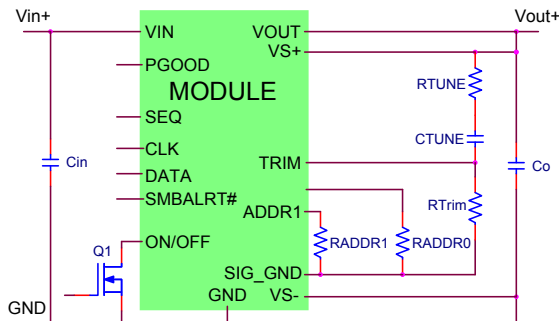 Vin+
Vout+
VIN
VOUT
VS+
PGOOD
RTUNE
MODULE
SEQ
CTUNE
CLK
TRIM
Cin
Co
DATA
SMBALRT#
RTrim
ADDR1
ON/OFF
RADDR1
RADDR0
Q1
SIG_GND
GND
GND
VS-